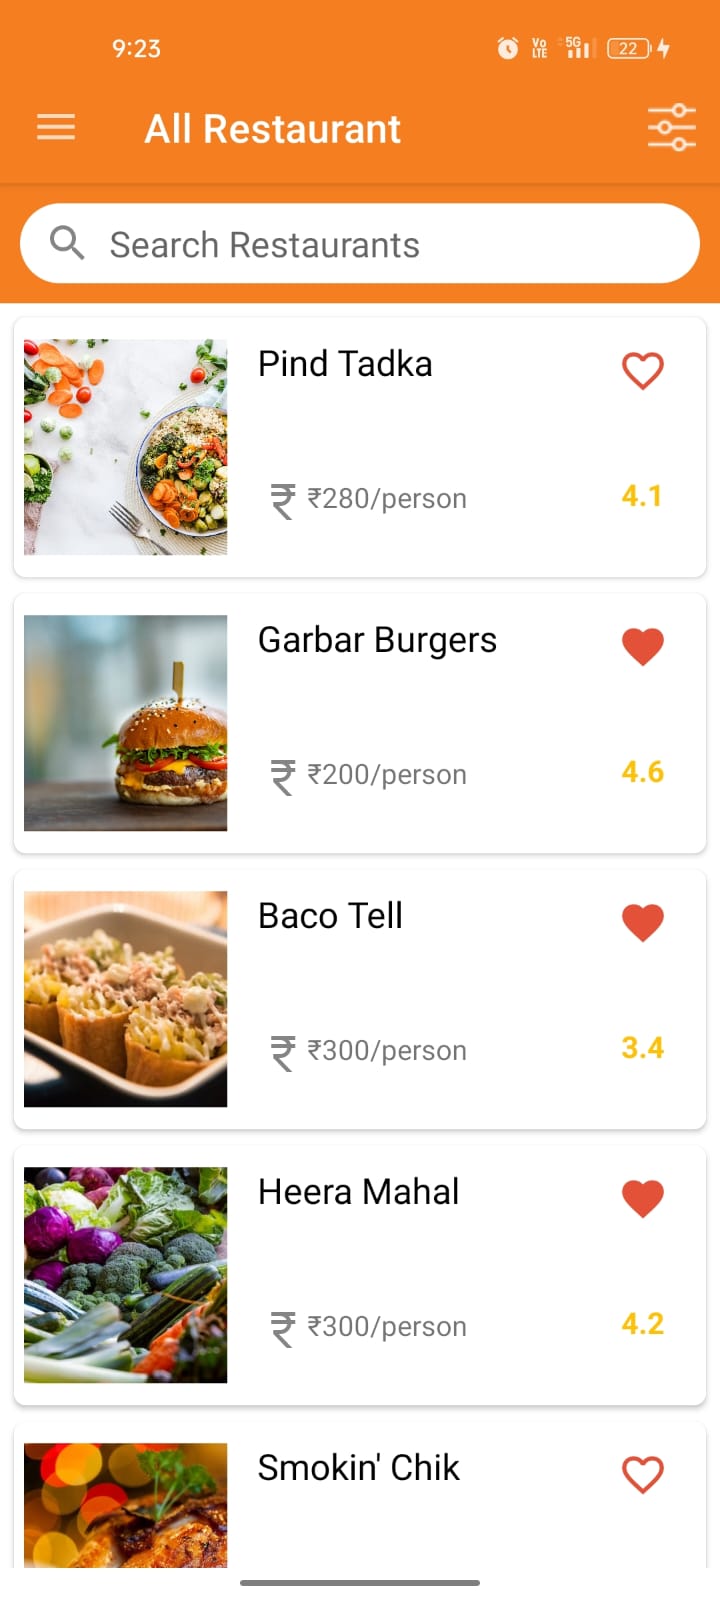 9:23
Vo
LTE
5G
22
All Restaurant
Search Restaurants
Pind Tadka
₹ ₹280/person
4.1
Garbar Burgers
₹ ₹200/person
4.6
Baco Tell
₹ ₹300/person
3.4
Heera Mahal
₹ ₹300/person
4.2
Smokin' Chik